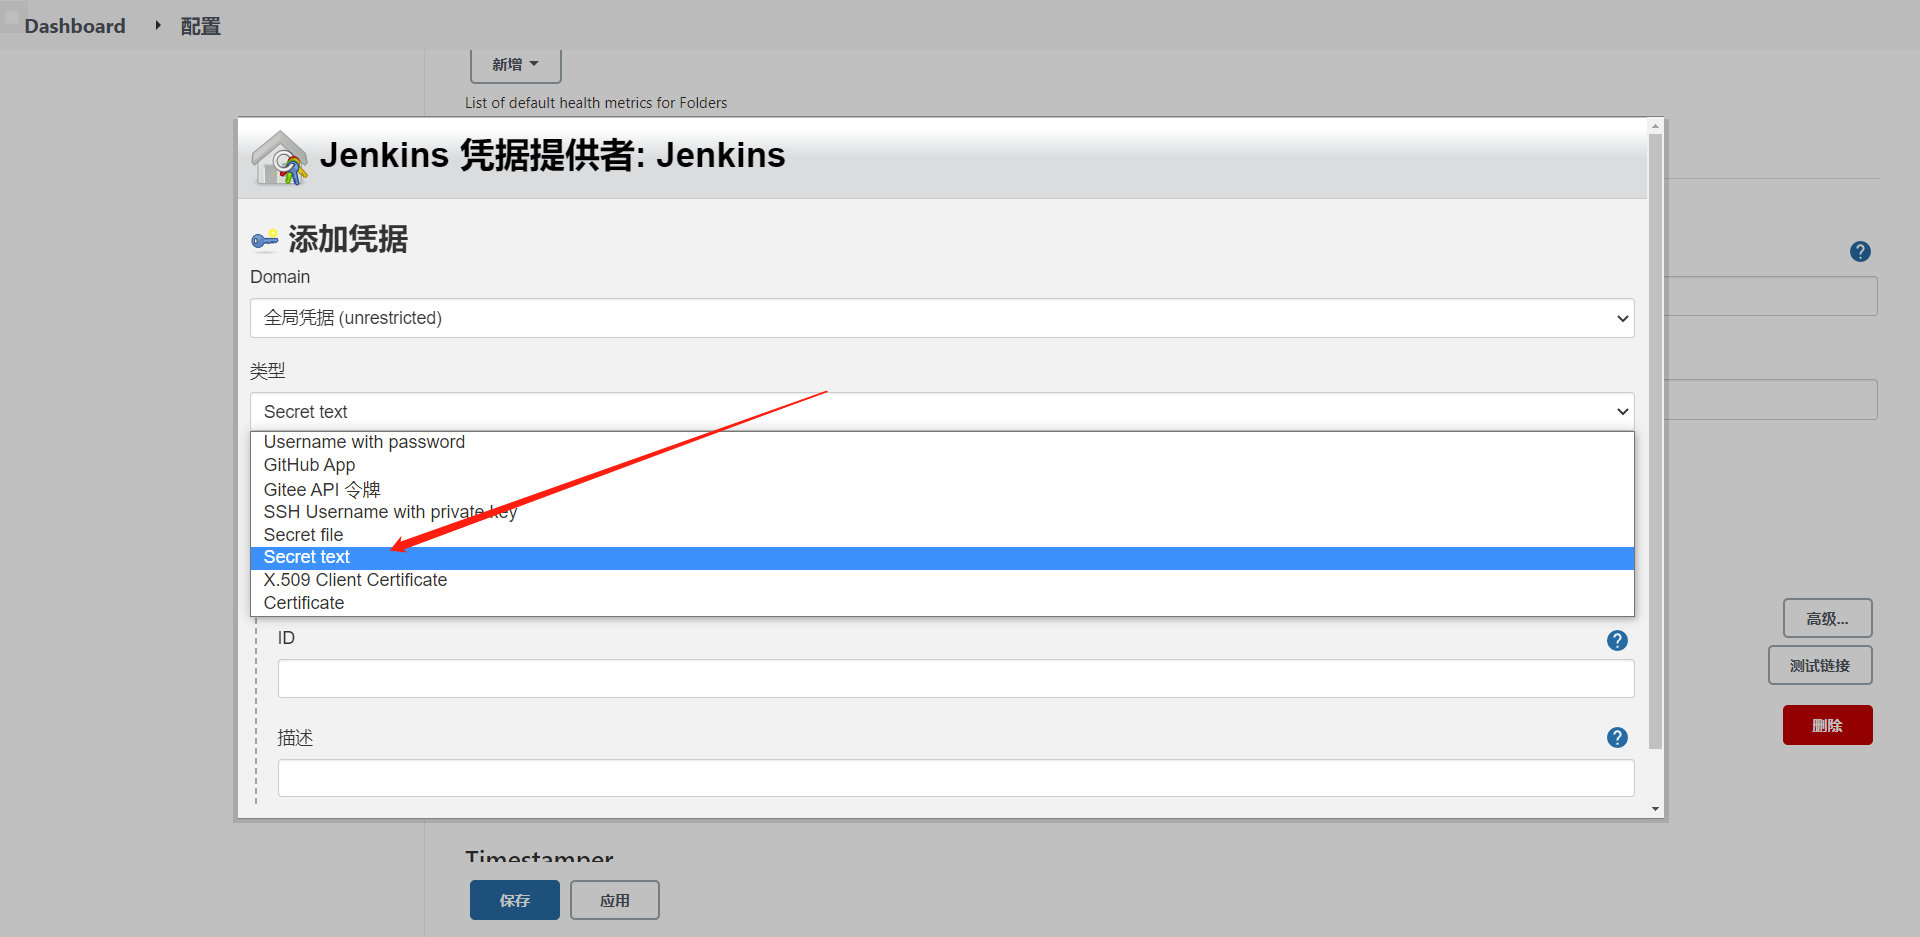 Dashboard
配置
新增
List of default health metrics for Folders
Jenkins 凭据提供者: Jenkins
添加凭据
Domain
全局凭据 (unrestricted)
类型
Secret text
Username with password
GitHub App
Gitee API 令牌
SSH Username with private key
Secret file
Secret text
X.509 Client Certificate
Certificate
ID
描述
高级...
测试链接
删除
Timestamper
保存
应用